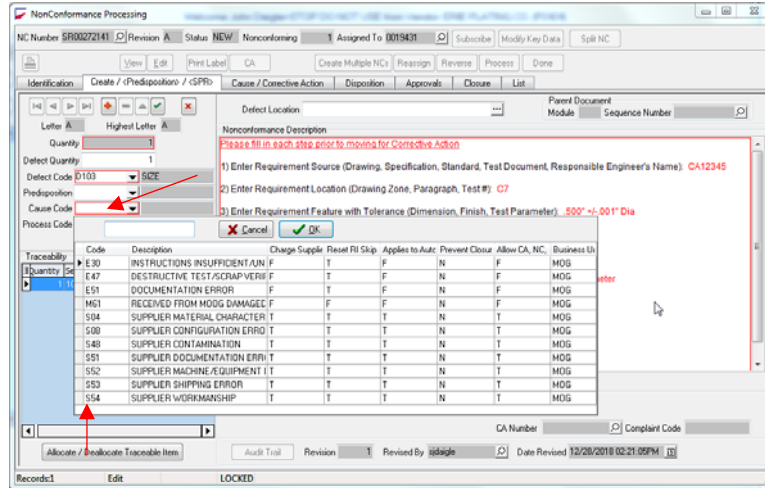 NonConformance Processing
NC Number SR00272141 Revision A Status NEW Nonconforming 1 Assigned To 0019431 Subscribe Modify Key Data Split NC
View Edit Print Label CA Create Multiple NCs Reassign Reverse Process Done
Identification Create / <Predisposition> / <SPR> Cause / Corrective Action Disposition Approvals Closure List
Letter A Highest Letter A
Quantity 1
Defect Quantity 1
Defect Code D103 SIZE
Predisposition
Cause Code
Process Code
Defect Location ...
Parent Document
Module Sequence Number
Nonconformance Description
Please fill in each step prior to moving for Corrective Action
1) Enter Requirement Source (Drawing, Specification, Standard, Test Document, Responsible Engineer's Name): CA12345
2) Enter Requirement Location (Drawing Zone, Paragraph, Test #): C7
3) Enter Requirement Feature with Tolerance (Dimension, Finish, Test Parameter): .500" +/-.001" Dia
Cancel OK
Code Description Charge Supplie Reset RI Skip Applies to Autc Prevent Closur Allow CA, NC, Business Un
E30 INSTRUCTIONS INSUFFICIENT/UN F T F N F MOG
E47 DESTRUCTIVE TEST/SCRAP VERIF F T F N F MOG
E51 DOCUMENTATION ERROR F T F N F MOG
M61 RECEIVED FROM MOOG DAMAGED F F F N F MOG
S04 SUPPLIER MATERIAL CHARACTER T T T N T MOG
S08 SUPPLIER CONFIGURATION ERRO T T T N T MOG
S48 SUPPLIER CONTAMINATION T T T N T MOG
S51 SUPPLIER DOCUMENTATION ERR T T T N T MOG
S52 SUPPLIER MACHINE/EQUIPMENT I T T T N T MOG
S53 SUPPLIER SHIPPING ERROR T T T N T MOG
S54 SUPPLIER WORKMANSHIP T T T N T MOG
Traceability
Quantity Se
1 10
meter
CA Number Complaint Code
Allocate / Deallocate Traceable Item Audit Trail Revision 1 Revised By sjdaigle Date Revised 12/28/2018 02:21:05PM
Records:1 Edit LOCKED